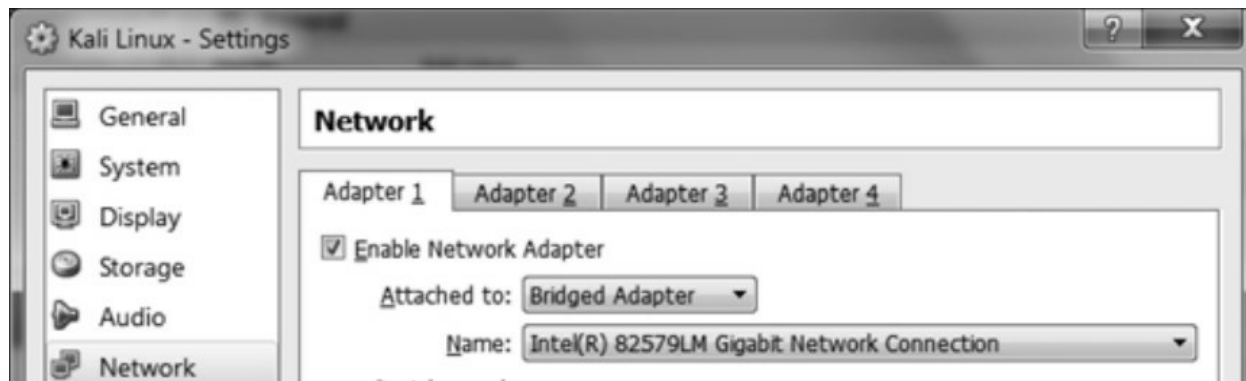 Kali Linux - Settings
?
X
General
System
Display
Storage
Audio
Network
Network
Adapter 1
Adapter 2
Adapter 3
Adapter 4
Enable Network Adapter
Attached to: Bridged Adapter
Name: Intel(R) 82579LM Gigabit Network Connection